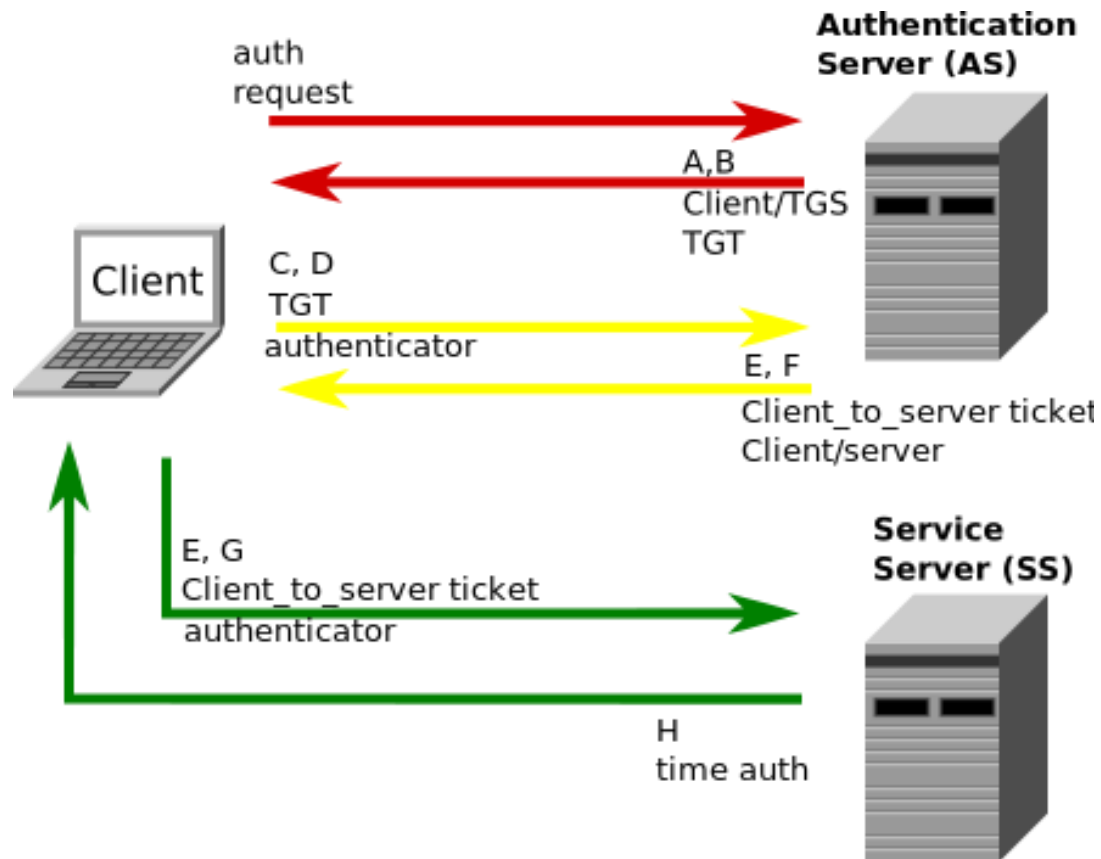 Authentication
Server (AS)
auth
request
A,B
Client/TGS
TGT
Client
C, D
TGT
authenticator
E, F
Client_to_server ticket
Client/server
E, G
Client_to_server ticket
authenticator
Service
Server (SS)
H
time auth